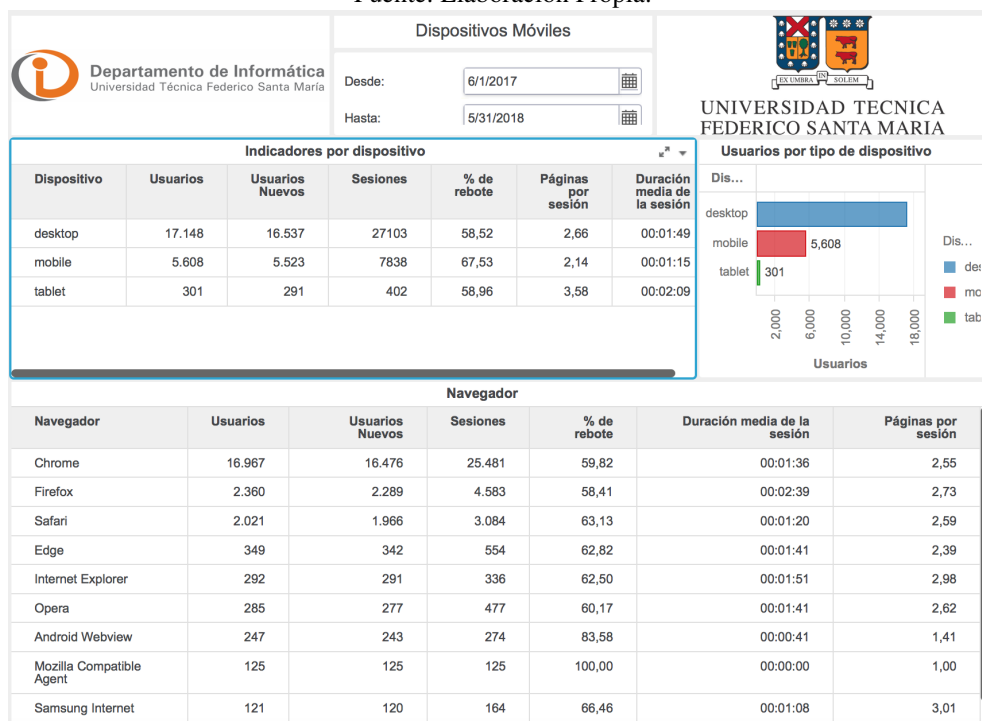 Fuente: Elaboración Propia.
Dispositivos Móviles
Departamento de Informática
Universidad Técnica Federico Santa María
Desde: 6/1/2017
Hasta: 5/31/2018
EX UMBRA IN SOLEM
UNIVERSIDAD TECNICA
FEDERICO SANTA MARIA
Indicadores por dispositivo
Dispositivo Usuarios Usuarios Nuevos Sesiones % de rebote Páginas por sesión Duración media de la sesión
desktop 17.148 16.537 27103 58,52 2,66 00:01:49
mobile 5.608 5.523 7838 67,53 2,14 00:01:15
tablet 301 291 402 58,96 3,58 00:02:09
Usuarios por tipo de dispositivo
Dis...
desktop
mobile 5,608
tablet 301
2,000 6,000 10,000 14,000 18,000
Usuarios
Dis...
des
mo
tab
Navegador
Navegador Usuarios Usuarios Nuevos Sesiones % de rebote Duración media de la sesión Páginas por sesión
Chrome 16.967 16.476 25.481 59,82 00:01:36 2,55
Firefox 2.360 2.289 4.583 58,41 00:02:39 2,73
Safari 2.021 1.966 3.084 63,13 00:01:20 2,59
Edge 349 342 554 62,82 00:01:41 2,39
Internet Explorer 292 291 336 62,50 00:01:51 2,98
Opera 285 277 477 60,17 00:01:41 2,62
Android Webview 247 243 274 83,58 00:00:41 1,41
Mozilla Compatible Agent 125 125 125 100,00 00:00:00 1,00
Samsung Internet 121 120 164 66,46 00:01:08 3,01